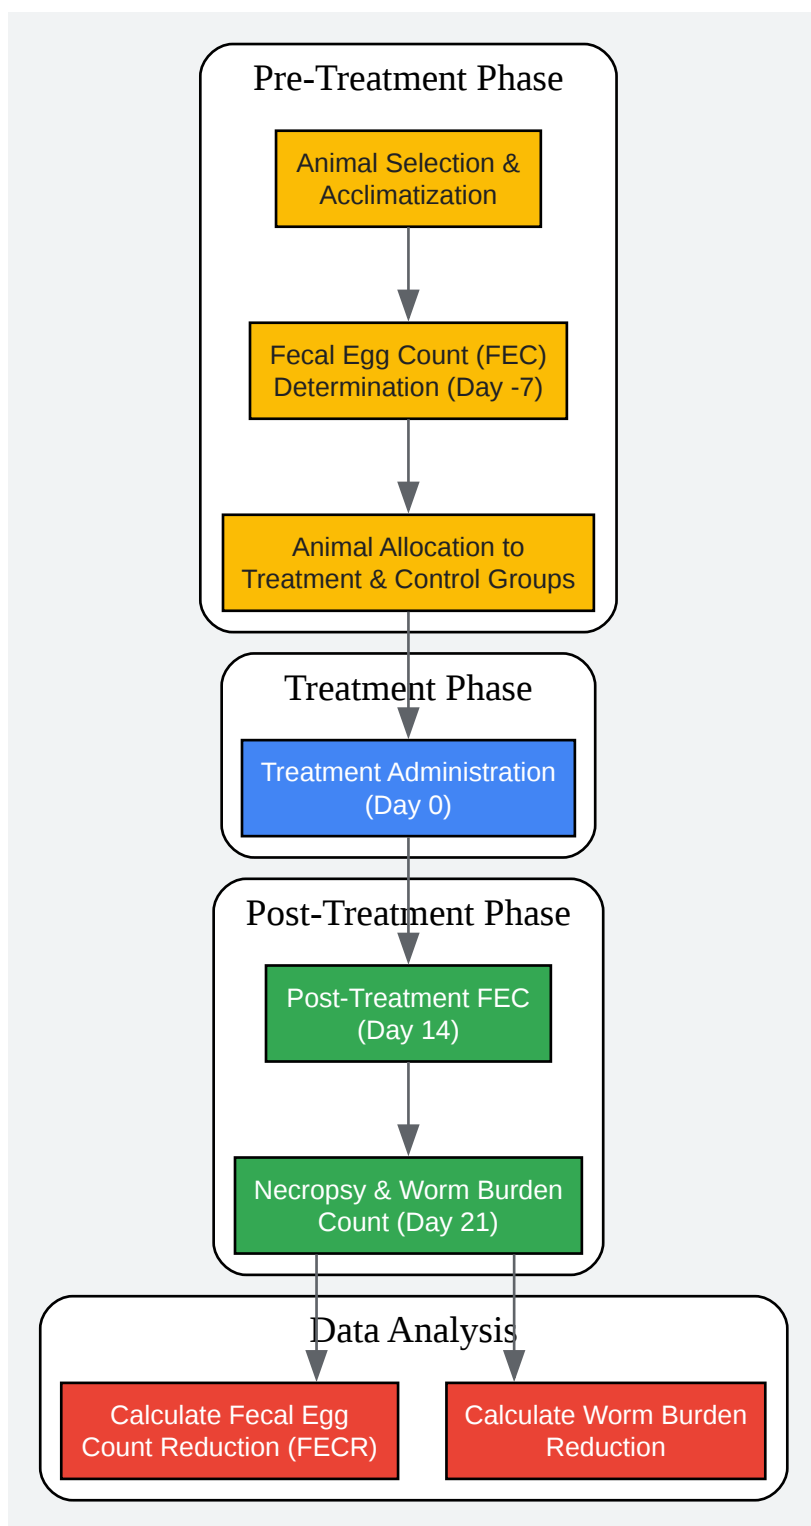 Pre-Treatment Phase
Animal Selection &
Acclimatization
Fecal Egg Count (FEC)
Determination (Day -7)
Animal Allocation to
Treatment & Control Groups
Treatment Phase
Treatment Administration
(Day 0)
Post-Treatment Phase
Post-Treatment FEC
(Day 14)
Necropsy & Worm Burden
Count (Day 21)
Data Analysis
Calculate Fecal Egg
Count Reduction (FECR)
Calculate Worm Burden
Reduction